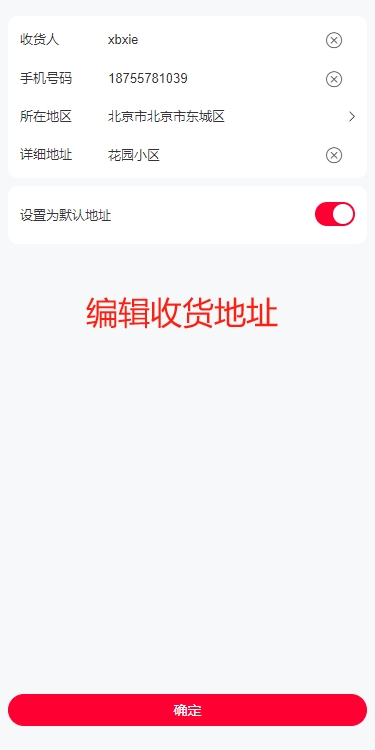 收货人 xbxie
手机号码 18755781039
所在地区 北京市北京市东城区
详细地址 花园小区
设置为默认地址
编辑收货地址
确定